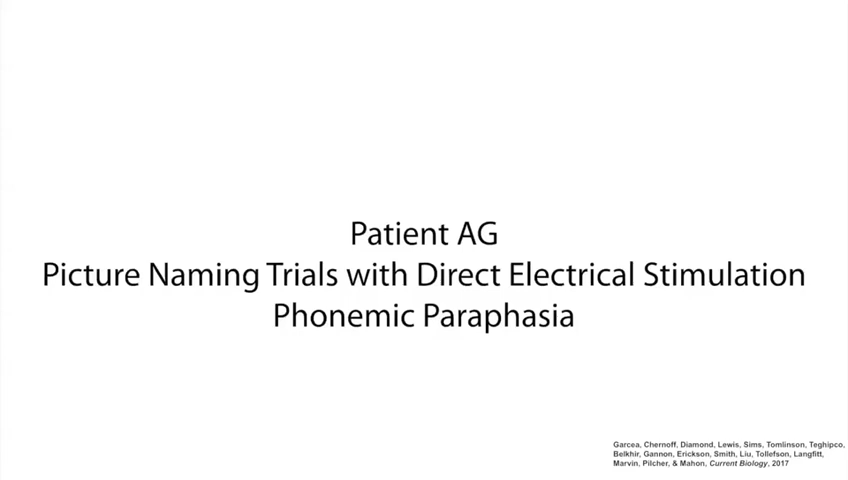 Patient AG
Picture Naming Trials with Direct Electrical Stimulation
Phonemic Paraphasia
Garcea, Chernoff, Diamond, Lewis, Sims, Tomlinson, Teghipco,
Belkhir, Gannon, Erickson, Smith, Liu, Tollefson, Langfitt,
Marvin, Pilcher, & Mahon, Current Biology, 2017